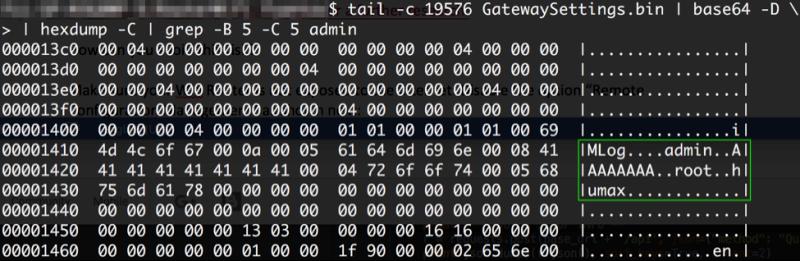 $ tail -c 19576 GatewaySettings.bin | base64 -D \
> | hexdump -C | grep -B 5 -C 5 admin
000013c0  00 04 00 00 00 00 00 00  00 00 00 00 04 00 00 00  |................|
000013d0  00 00 00 00 00 00 00 04  00 00 00 00 00 00 00 00  |................|
000013e0  00 00 04 00 00 00 00 00  00 00 00 00 00 04 00 00  |................|
000013f0  00 00 00 00 00 00 00 00  04 00 00 00 00 00 00 00  |................|
00001400  00 00 00 04 00 00 00 00  01 01 00 00 01 01 00 69  |...............i|
00001410  4d 4c 6f 67 00 0a 00 05  61 64 6d 69 6e 00 08 41  |MLog....admin..A|
00001420  41 41 41 41 41 41 41 00  04 72 6f 6f 74 00 05 68  |AAAAAAA..root..h|
00001430  75 6d 61 78 00 00 00 00  00 00 00 00 00 00 00 00  |umax............|
00001440  00 00 00 00 00 00 00 00  00 00 00 00 00 00 00 00  |................|
00001450  00 00 00 00 00 13 03 00  00 00 00 16 16 00 00 00  |................|
00001460  00 00 00 00 00 01 00 00  1f 90 00 00 02 65 6e 00  |.............en.|